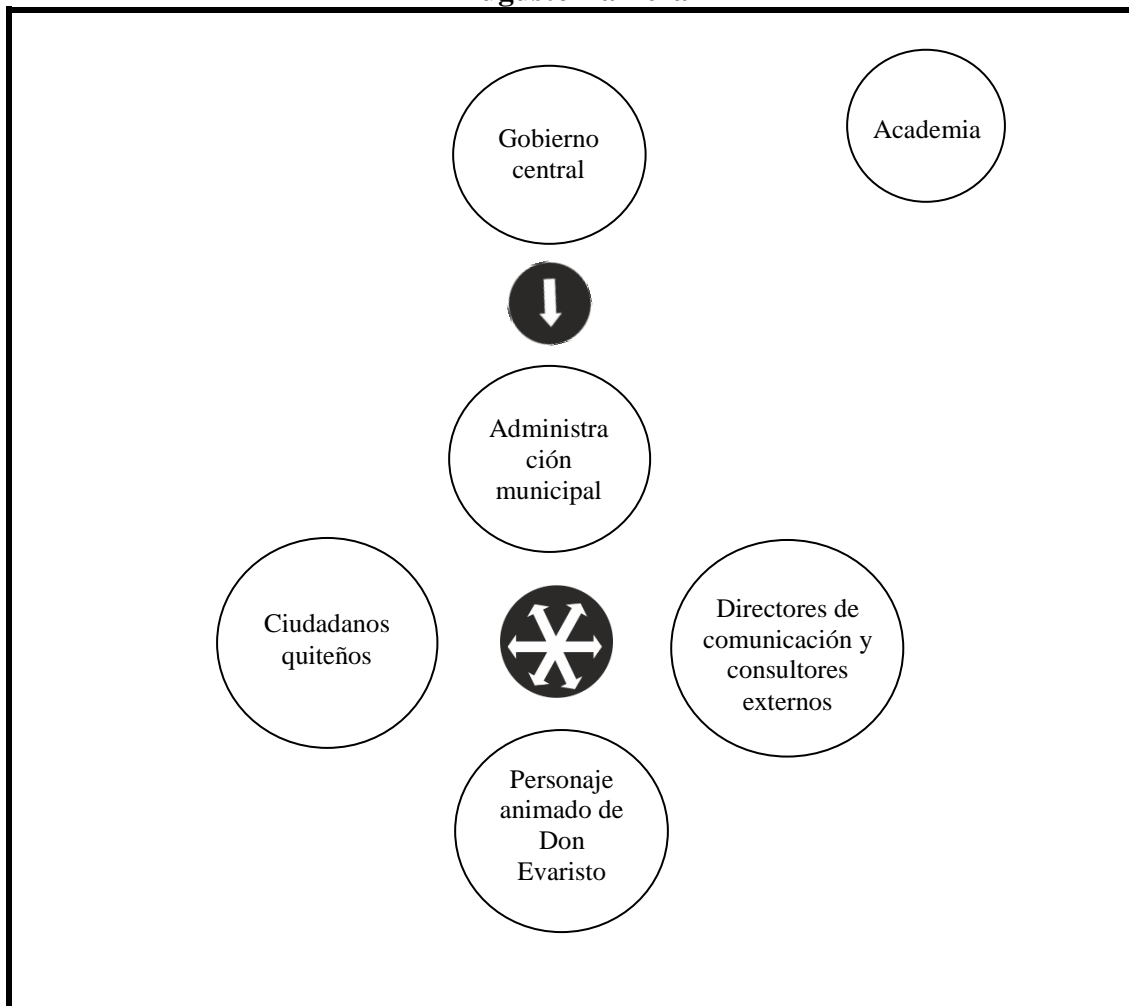 Gobierno
central
Academia
Administra
ción
municipal
Ciudadanos
quiteños
Directores de
comunicación y
consultores
externos
Personaje
animado de
Don
Evaristo